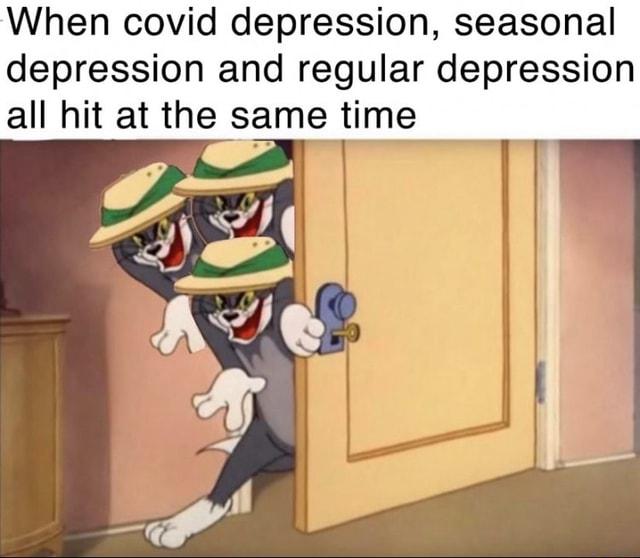 When covid depression, seasonal
depression and regular depression
all hit at the same time